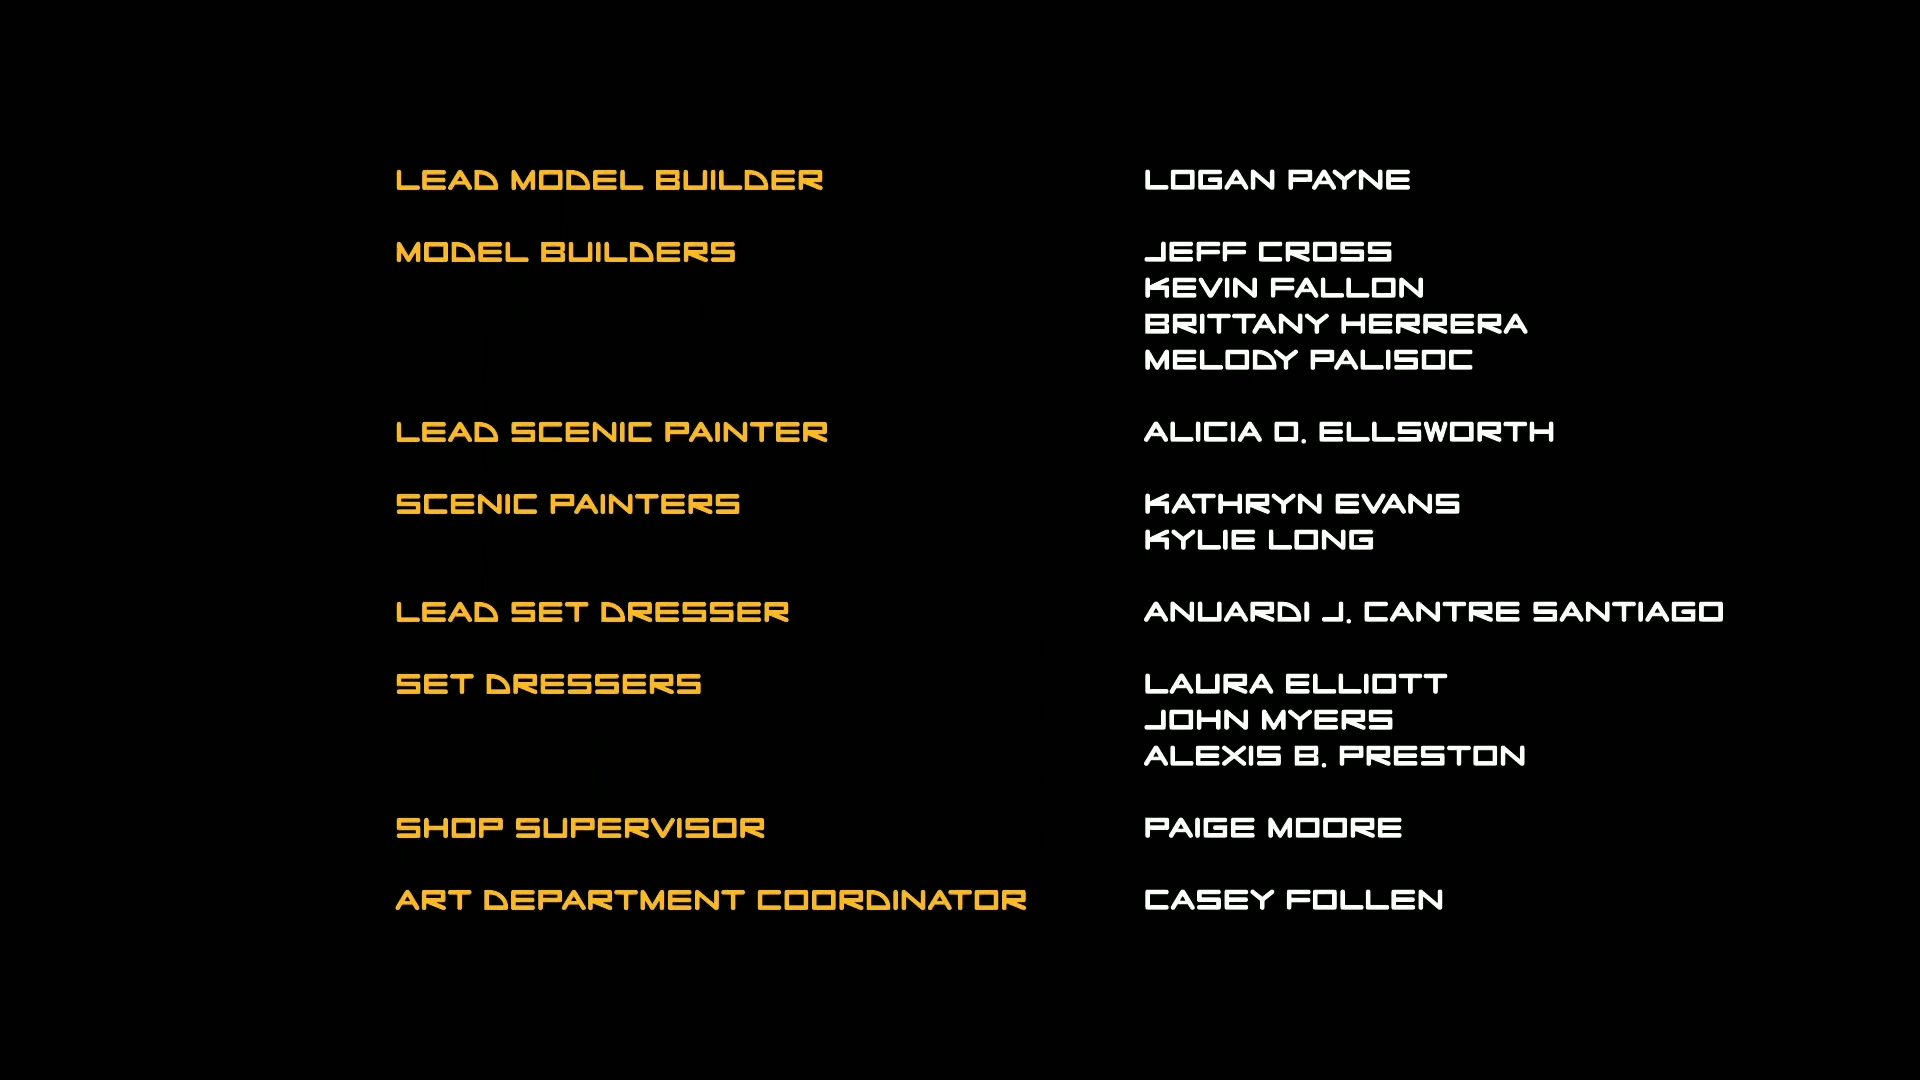 LEAD MODEL BUILDER LOGAN PAYNE
MODEL BUILDERS JEFF CROSS
KEVIN FALLON
BRITTANY HERRERA
MELODY PALISOC
LEAD SCENIC PAINTER ALICIA O. ELLSWORTH
SCENIC PAINTERS KATHRYN EVANS
KYLIE LONG
LEAD SET DRESSER ANUARDI J. CANTRE SANTIAGO
SET DRESSERS LAURA ELLIOTT
JOHN MYERS
ALEXIS B. PRESTON
SHOP SUPERVISOR PAIGE MOORE
ART DEPARTMENT COORDINATOR CASEY FOLLEN